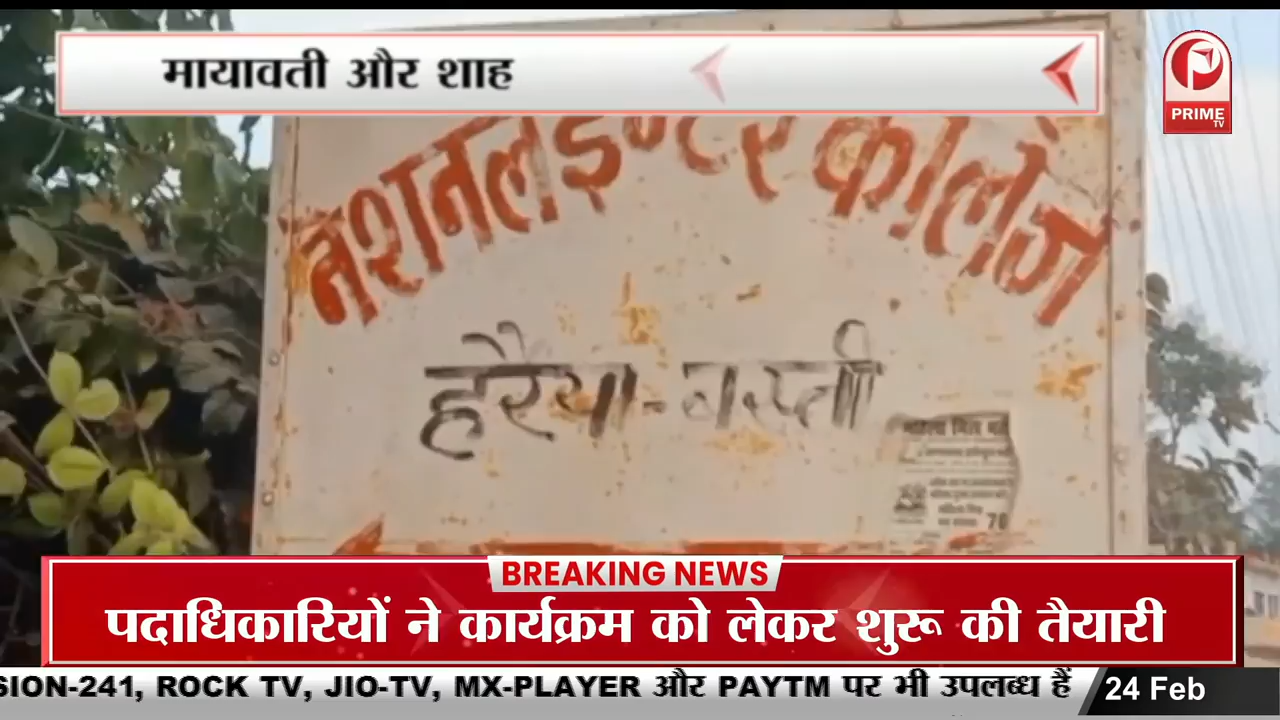 मायावती और शाह
PRIME
TV
नेशनल इण्टर कालेज
हरैया-बस्ती
70
BREAKING NEWS
पदाधिकारियों ने कार्यक्रम को लेकर शुरू की तैयारी
SION-241, ROCK TV, JIO-TV, MX-PLAYER और PAYTM पर भी उपलब्ध हैं
24 Feb